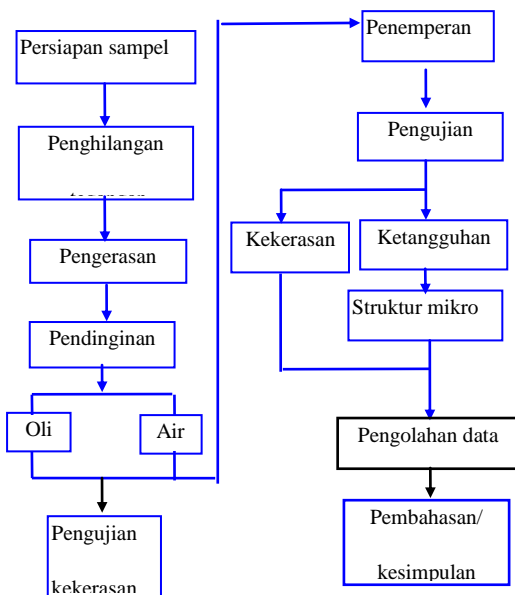 Persiapan sampel
Penghilangan
Pengerasan
Pendinginan
Oli
Air
Pengujian
kekerasan
Penemperan
Pengujian
Kekerasan
Ketangguhan
Struktur mikro
Pengolahan data
Pembahasan/
kesimpulan